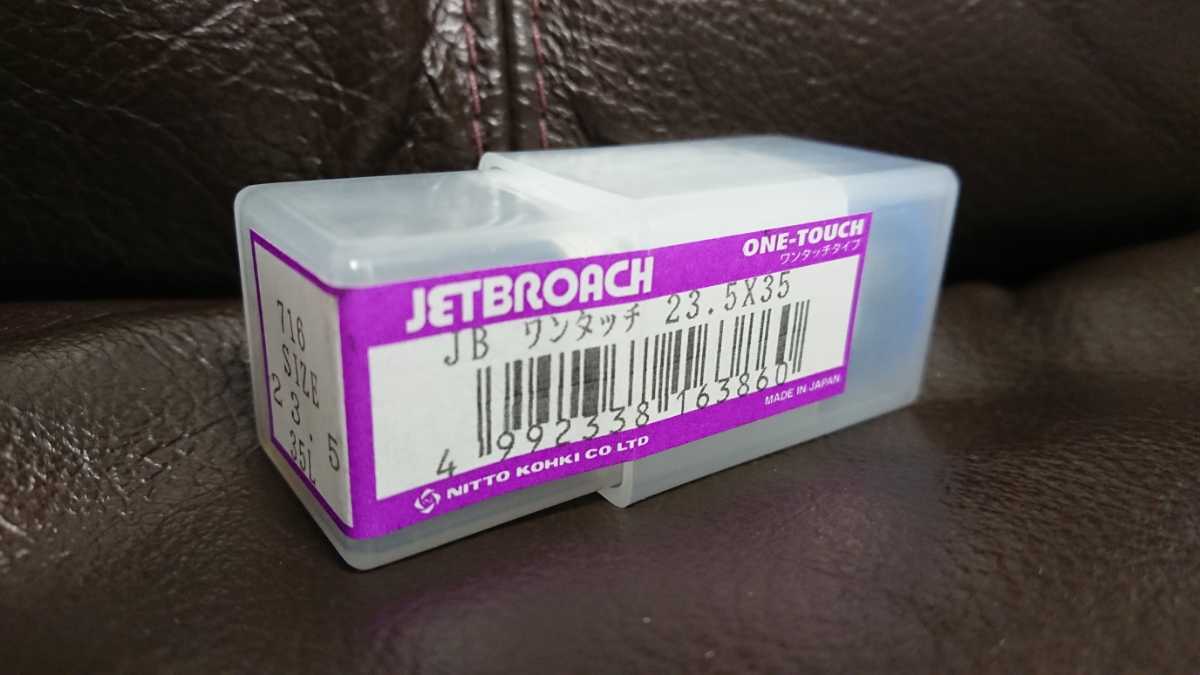 716
SIZE
23.5
35L
JETBROACH
ONE-TOUCH
ワンタッチタイプ
JB ワンタッチ 23.5X35
4 992338 163860
MADE IN JAPAN
NITTO KOHKI CO LTD